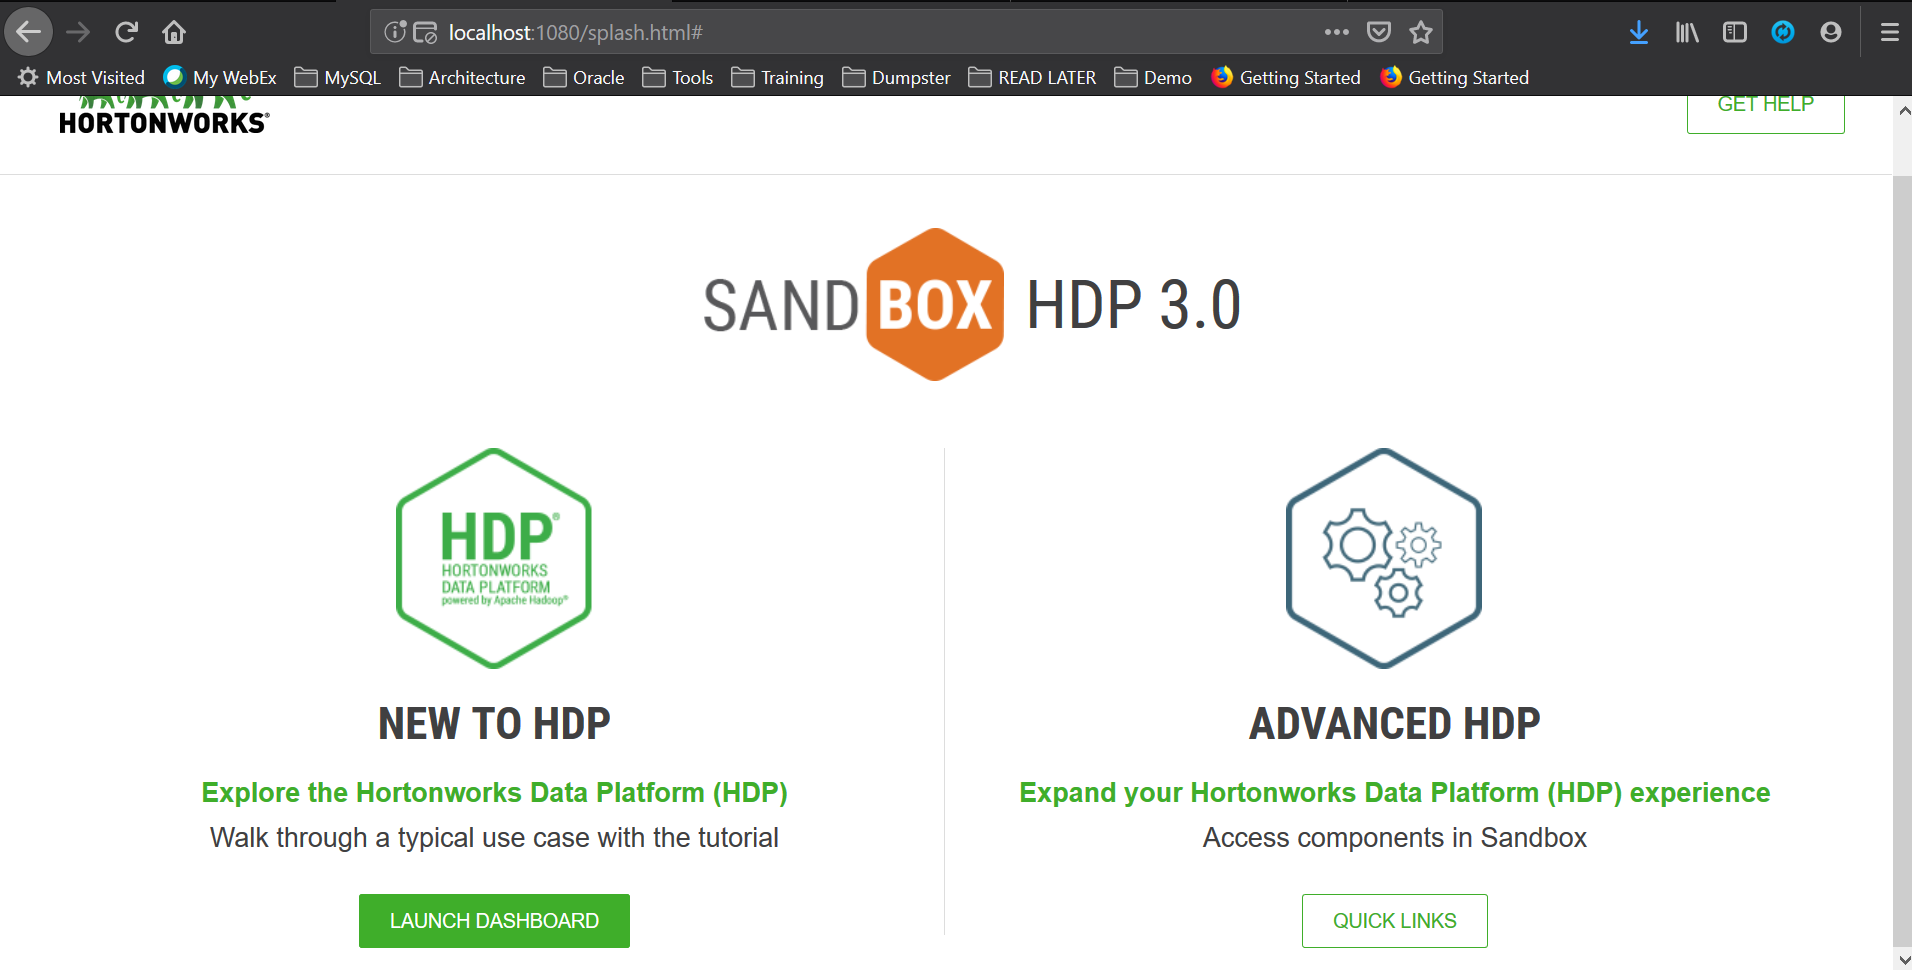 localhost:1080/splash.html#
Most Visited My WebEx MySQL Architecture Oracle Tools Training Dumpster READ LATER Demo Getting Started Getting Started
HORTONWORKS®
GET HELP
SANDBOX HDP 3.0
HDP®
HORTONWORKS
DATA PLATFORM
powered by Apache Hadoop®
NEW TO HDP
Explore the Hortonworks Data Platform (HDP)
Walk through a typical use case with the tutorial
LAUNCH DASHBOARD
ADVANCED HDP
Expand your Hortonworks Data Platform (HDP) experience
Access components in Sandbox
QUICK LINKS